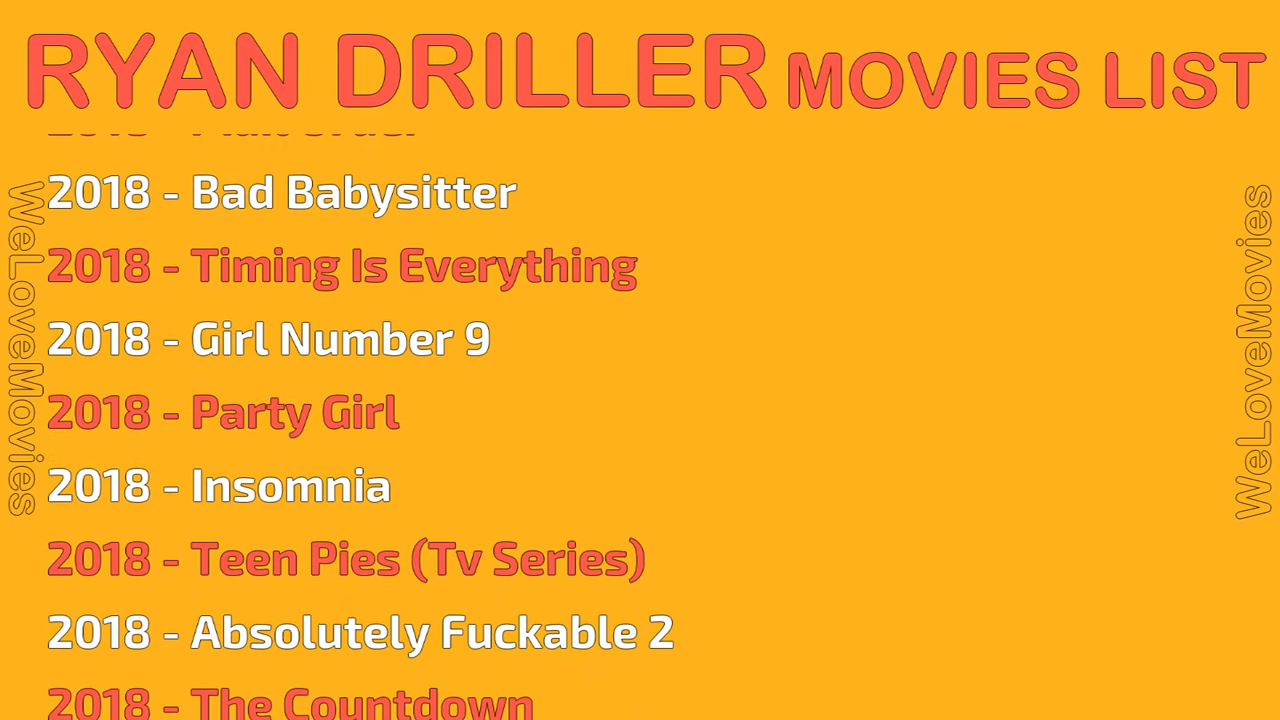 RYAN DRILLER MOVIES LIST
2018 - Bad Babysitter
2018 - Timing Is Everything
2018 - Girl Number 9
2018 - Party Girl
2018 - Insomnia
2018 - Teen Pies (Tv Series)
2018 - Absolutely Fuckable 2
2018 - The Countdown
WeLoveMovies
WeLoveMovies